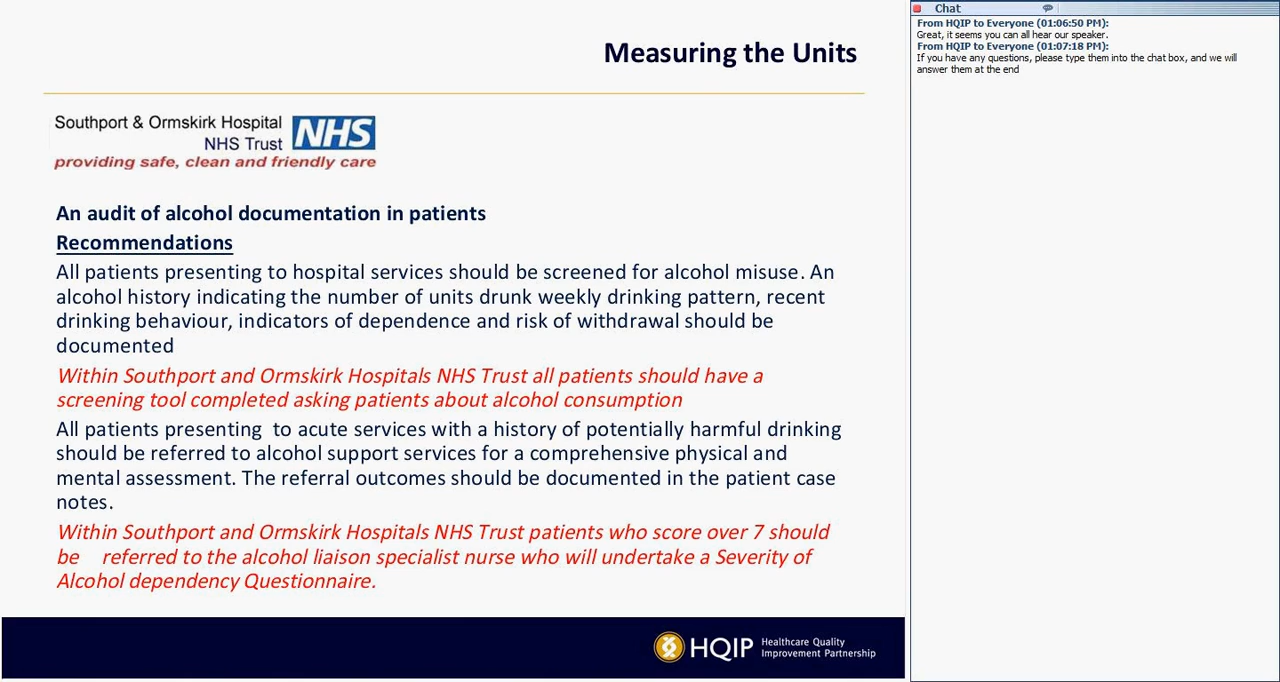 Measuring the Units
Southport & Ormskirk Hospital
NHS Trust
NHS
providing safe, clean and friendly care
An audit of alcohol documentation in patients
Recommendations
All patients presenting to hospital services should be screened for alcohol misuse. An
alcohol history indicating the number of units drunk weekly drinking pattern, recent
drinking behaviour, indicators of dependence and risk of withdrawal should be
documented
Within Southport and Ormskirk Hospitals NHS Trust all patients should have a
screening tool completed asking patients about alcohol consumption
All patients presenting  to acute services with a history of potentially harmful drinking
should be referred to alcohol support services for a comprehensive physical and
mental assessment. The referral outcomes should be documented in the patient case
notes.
Within Southport and Ormskirk Hospitals NHS Trust patients who score over 7 should
be    referred to the alcohol liaison specialist nurse who will undertake a Severity of
Alcohol dependency Questionnaire.
HQIP
Healthcare Quality
Improvement Partnership
Chat
From HQIP to Everyone (01:06:50 PM):
Great, it seems you can all hear our speaker.
From HQIP to Everyone (01:07:18 PM):
If you have any questions, please type them into the chat box, and we will
answer them at the end